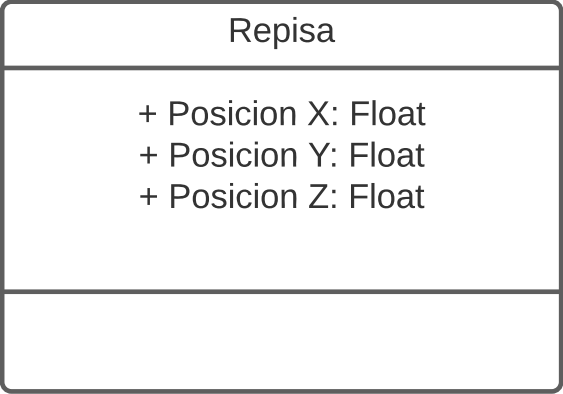 Repisa
+ Posicion X: Float
+ Posicion Y: Float
+ Posicion Z: Float